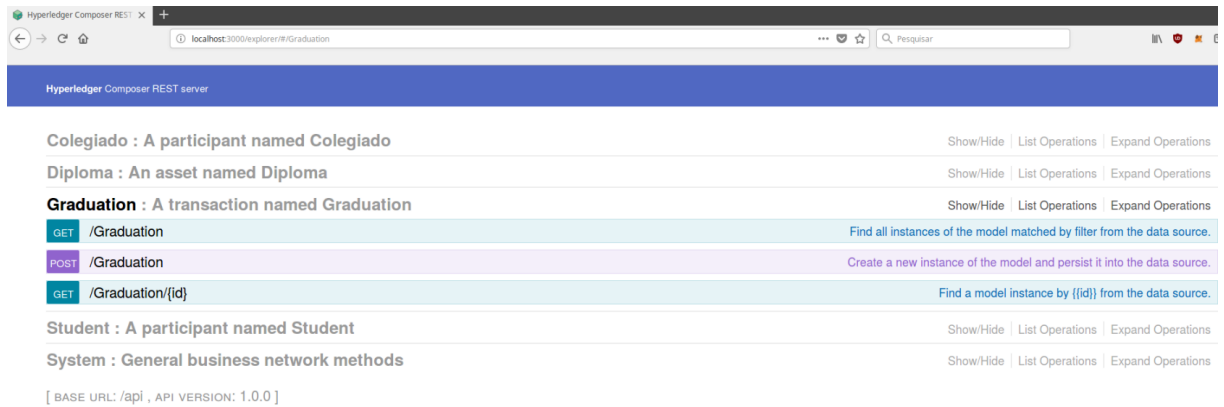 Hyperledger Composer REST
localhost:3000/explorer/#/Graduation
Pesquisar
Hyperledger Composer REST server
Colegiado : A participant named Colegiado Show/Hide List Operations Expand Operations
Diploma : An asset named Diploma Show/Hide List Operations Expand Operations
Graduation : A transaction named Graduation Show/Hide List Operations Expand Operations
GET /Graduation Find all instances of the model matched by filter from the data source.
POST /Graduation Create a new instance of the model and persist it into the data source.
GET /Graduation/{id} Find a model instance by {{id}} from the data source.
Student : A participant named Student Show/Hide List Operations Expand Operations
System : General business network methods Show/Hide List Operations Expand Operations
[ BASE URL: /api , API VERSION: 1.0.0 ]